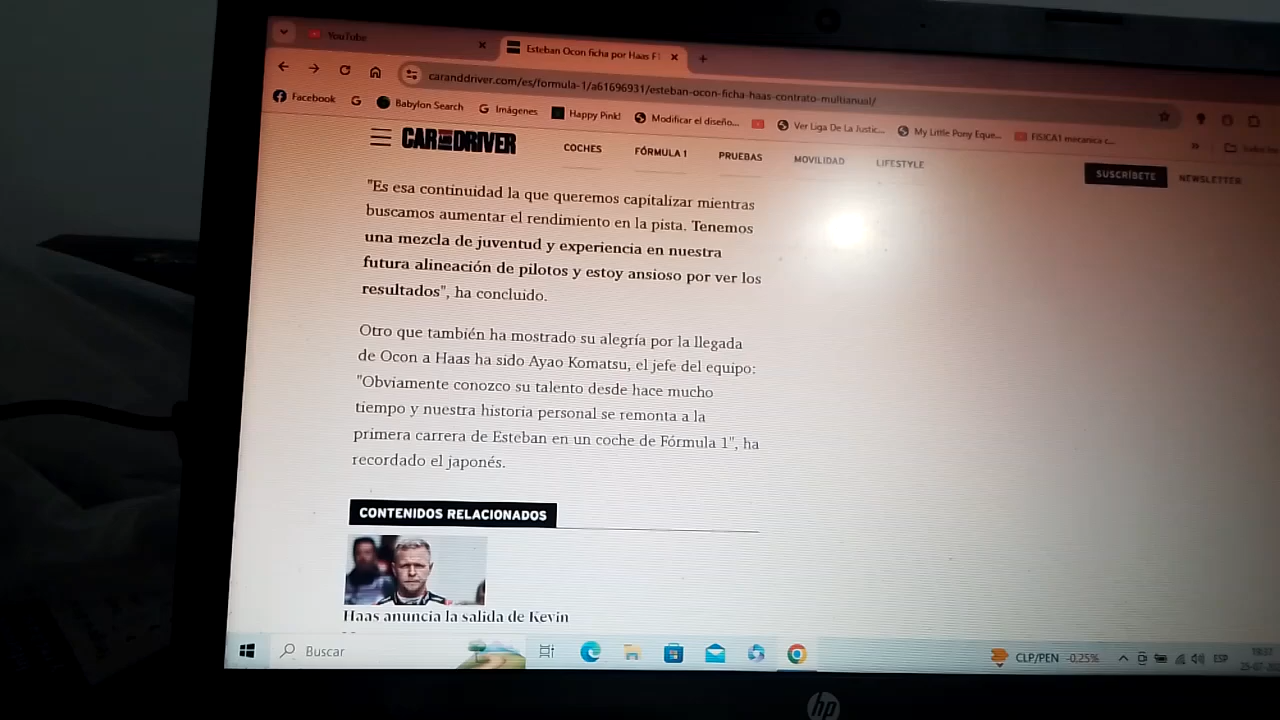 YouTube
Esteban Ocon ficha por Haas F1
caranddriver.com/es/formula-1/a61696931/esteban-ocon-ficha-haas-contrato-multianual/
Facebook
Babylon Search
Imágenes
Happy Pink!
Modificar el diseño...
Ver Liga De La Justic...
My Little Pony Eque...
FISICA1 mecanica c...
CAR AND DRIVER
COCHES
FÓRMULA 1
PRUEBAS
MOVILIDAD
LIFESTYLE
SUSCRÍBETE
NEWSLETTER
"Es esa continuidad la que queremos capitalizar mientras
buscamos aumentar el rendimiento en la pista. Tenemos
una mezcla de juventud y experiencia en nuestra
futura alineación de pilotos y estoy ansioso por ver los
resultados", ha concluido.
Otro que también ha mostrado su alegría por la llegada
de Ocon a Haas ha sido Ayao Komatsu, el jefe del equipo:
"Obviamente conozco su talento desde hace mucho
tiempo y nuestra historia personal se remonta a la
primera carrera de Esteban en un coche de Fórmula 1", ha
recordado el japonés.
CONTENIDOS RELACIONADOS
Haas anuncia la salida de Kevin
Buscar
CLP/PEN -0,25%
ESP
hp